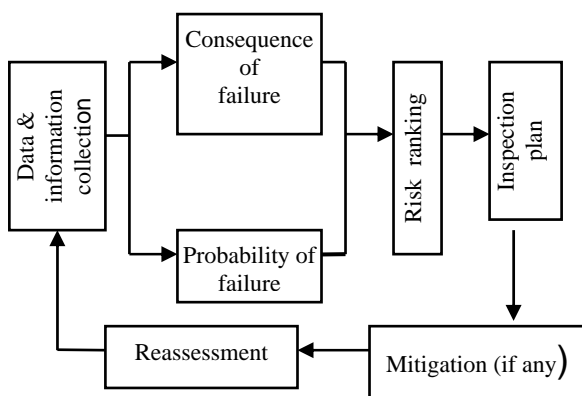 Data &
information
collection
Consequence
of
failure
Probability of
failure
Risk ranking
Inspection
plan
Mitigation (if any)
Reassessment